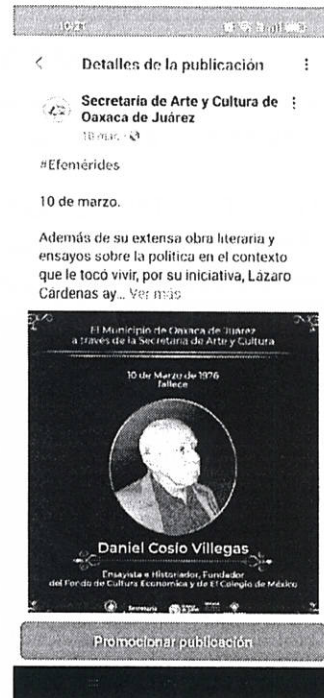 Detalles de la publicación
Secretaría de Arte y Cultura de
Oaxaca de Juárez
10 mar.
#Efemérides
10 de marzo.
Además de su extensa obra literaria y
ensayos sobre la política en el contexto
que le tocó vivir, por su iniciativa, Lázaro
Cárdenas ay... Ver más
El Municipio de Oaxaca de Juárez
a través de la Secretaría de Arte y Cultura
10 de Marzo de 1976
fallece
Daniel Cosío Villegas
Ensayista e Historiador, Fundador
del Fondo de Cultura Económica y de El Colegio de México
Promocionar publicación